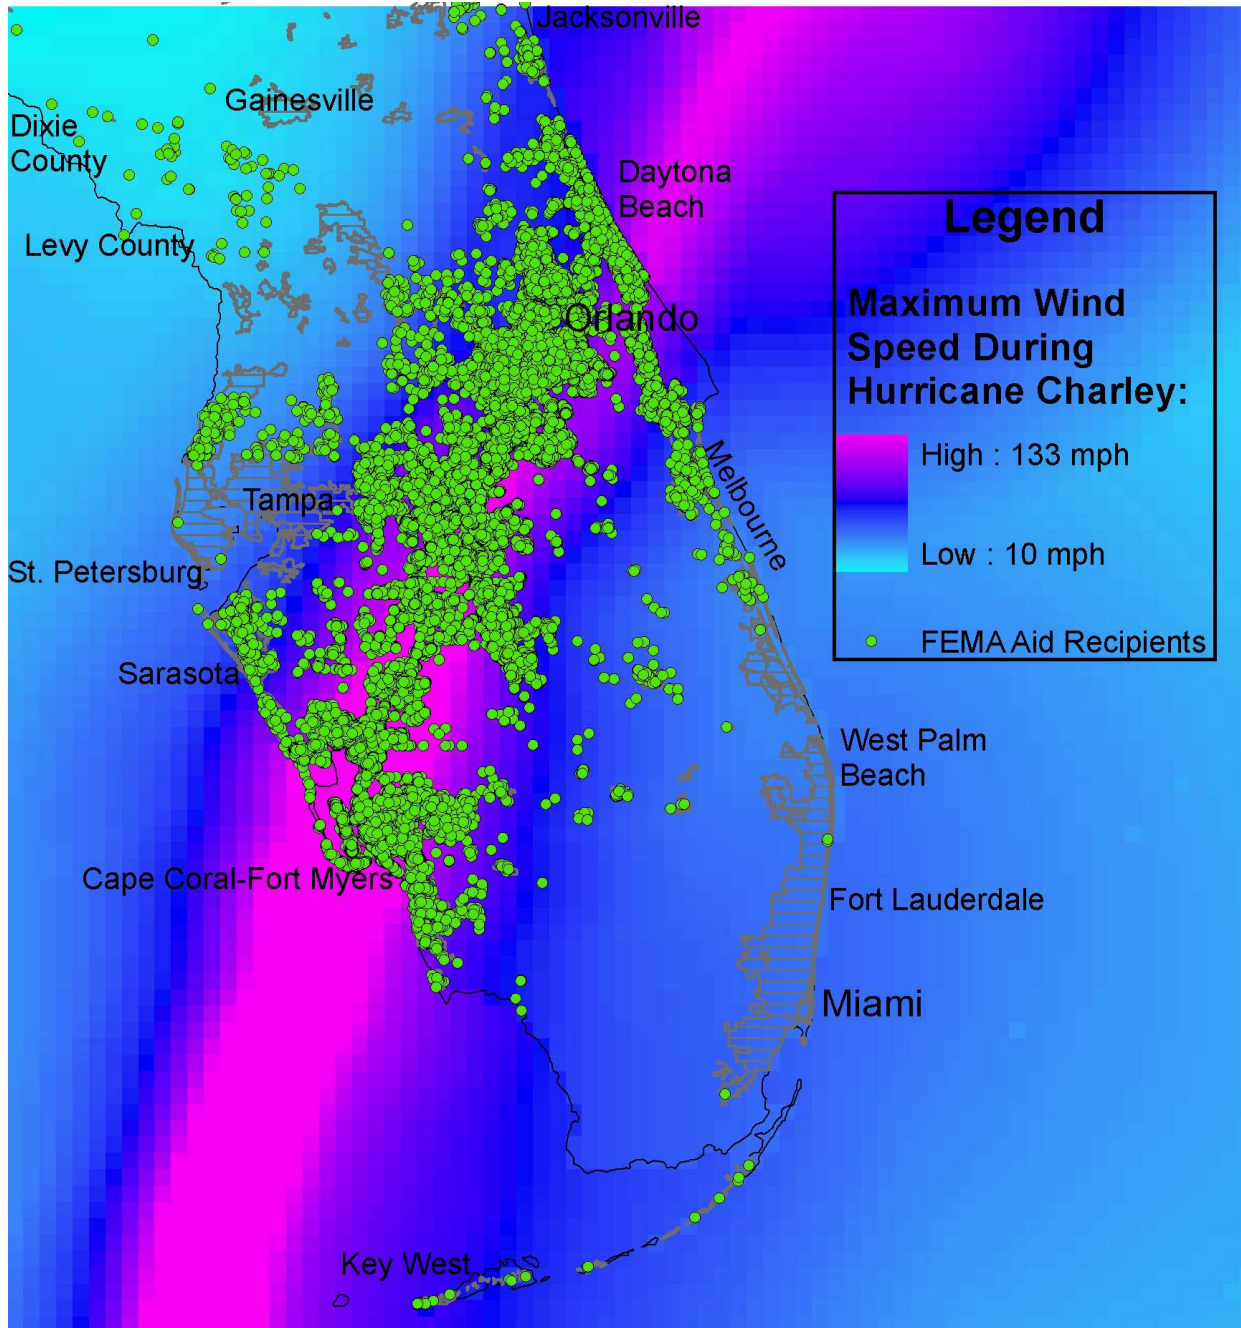 Jacksonville
Gainesville
Dixie
County
Daytona
Beach
Levy County
Orlando
Tampa
Melbourne
St. Petersburg
Sarasota
West Palm
Beach
Cape Coral-Fort Myers
Fort Lauderdale
Miami
Key West
Legend
Maximum Wind
Speed During
Hurricane Charley:
High : 133 mph
Low : 10 mph
FEMA Aid Recipients